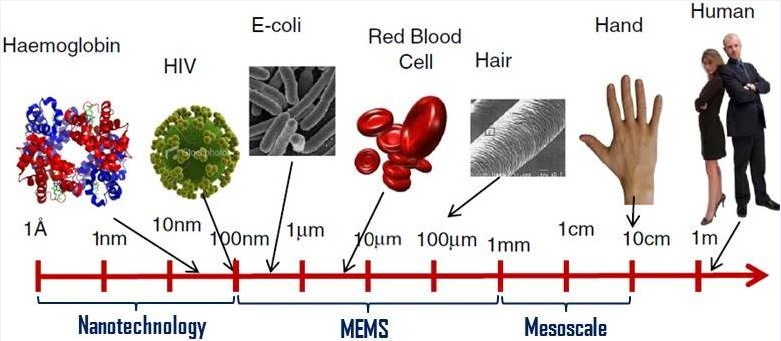 Haemoglobin
HIV
E-coli
Red Blood
Cell
Hair
Hand
Human
1Å
1nm
10nm
100nm
1µm
10µm
100µm
1mm
1cm
10cm
1m
Nanotechnology
MEMS
Mesoscale